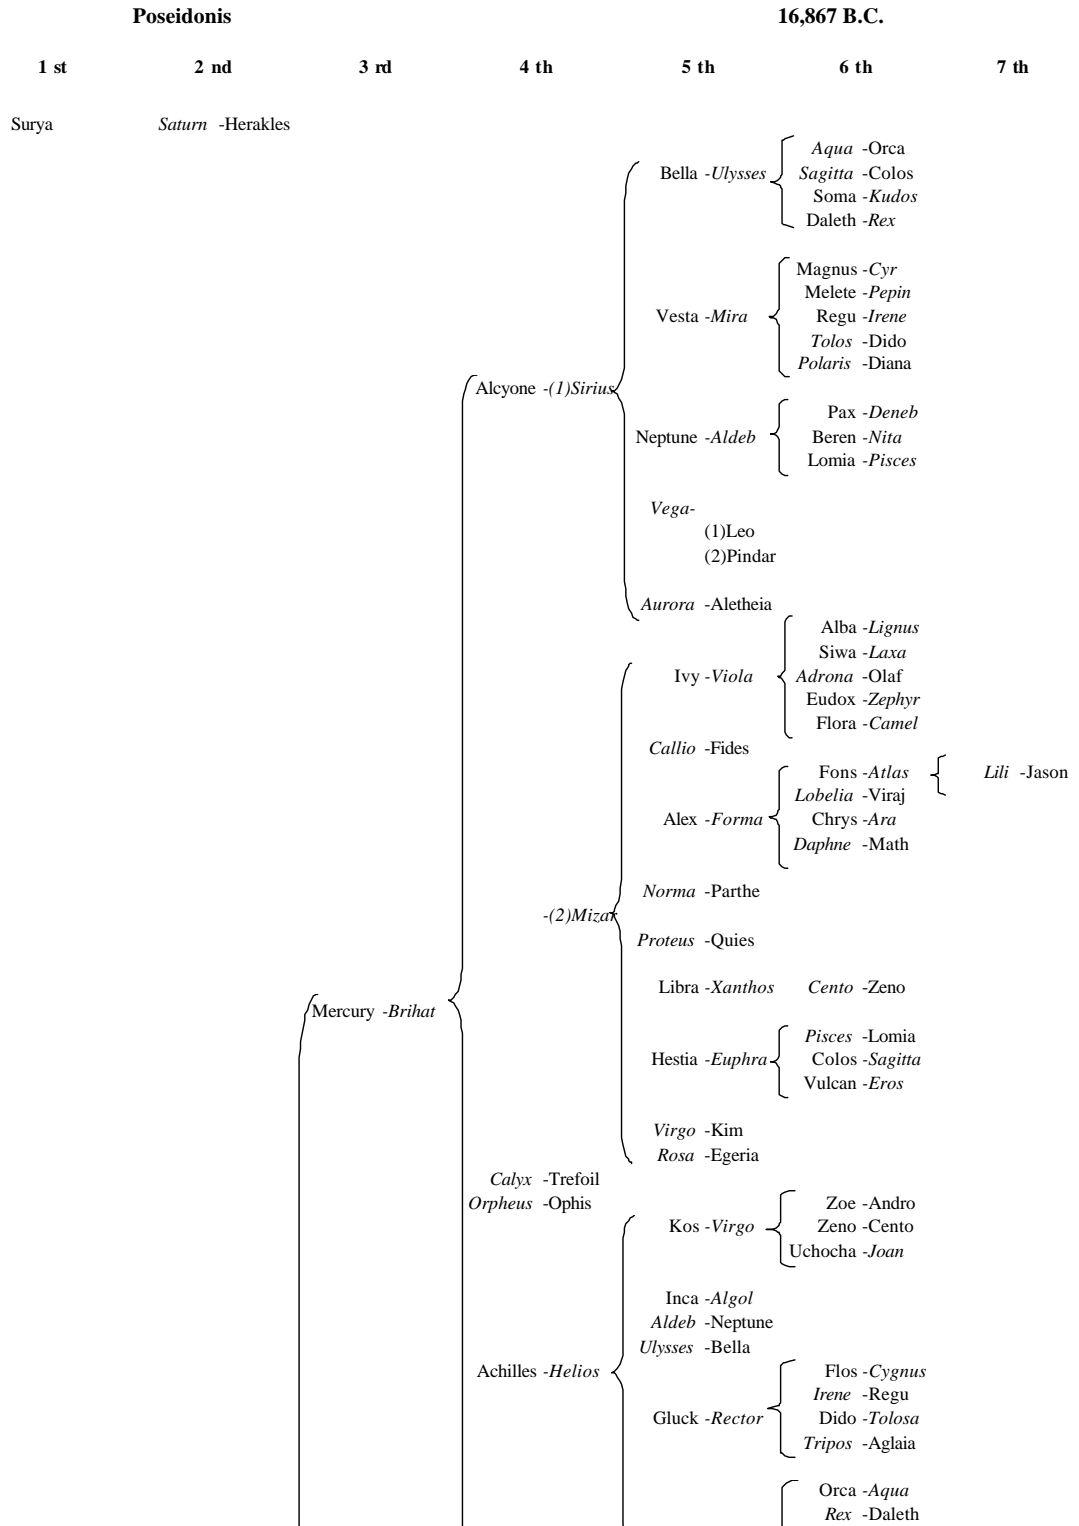 Poseidonis 16,867 B.C.
1 st 2 nd 3 rd 4 th 5 th 6 th 7 th
Surya Saturn -Herakles
Aqua -Orca
Bella -Ulysses Sagitta -Colos
Soma -Kudos
Daleth -Rex
Magnus -Cyr
Melete -Pepin
Vesta -Mira Regu -Irene
Tolos -Dido
Polaris -Diana
Alcyone -(1)Sirius
Pax -Deneb
Neptune -Aldeb Beren -Nita
Lomia -Pisces
Vega-
(1)Leo
(2)Pindar
Aurora -Aletheia
Alba -Lignus
Siwa -Laxa
Ivy -Viola Adrona -Olaf
Eudox -Zephyr
Flora -Camel
Callio -Fides
Fons -Atlas Lili -Jason
Lobelia -Viraj
Alex -Forma Chrys -Ara
Daphne -Math
Norma -Parthe
-(2)Mizar
Proteus -Quies
Libra -Xanthos Cento -Zeno
Mercury -Brihat
Pisces -Lomia
Hestia -Euphra Colos -Sagitta
Vulcan -Eros
Virgo -Kim
Rosa -Egeria
Calyx -Trefoil
Orpheus -Ophis Zoe -Andro
Kos -Virgo Zeno -Cento
Uchocha -Joan
Inca -Algol
Aldeb -Neptune
Ulysses -Bella
Achilles -Helios Flos -Cygnus
Irene -Regu
Gluck -Rector Dido -Tolosa
Tripos -Aglaia
Orca -Aqua
Rex -Daleth